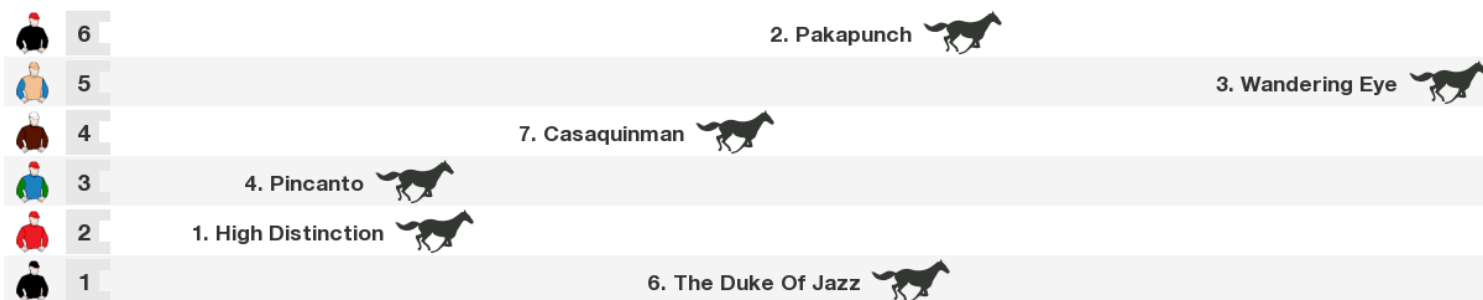 6 2. Pakapunch
5 3. Wandering Eye
4 7. Casaquinman
3 4. Pincanto
2 1. High Distinction
1 6. The Duke Of Jazz